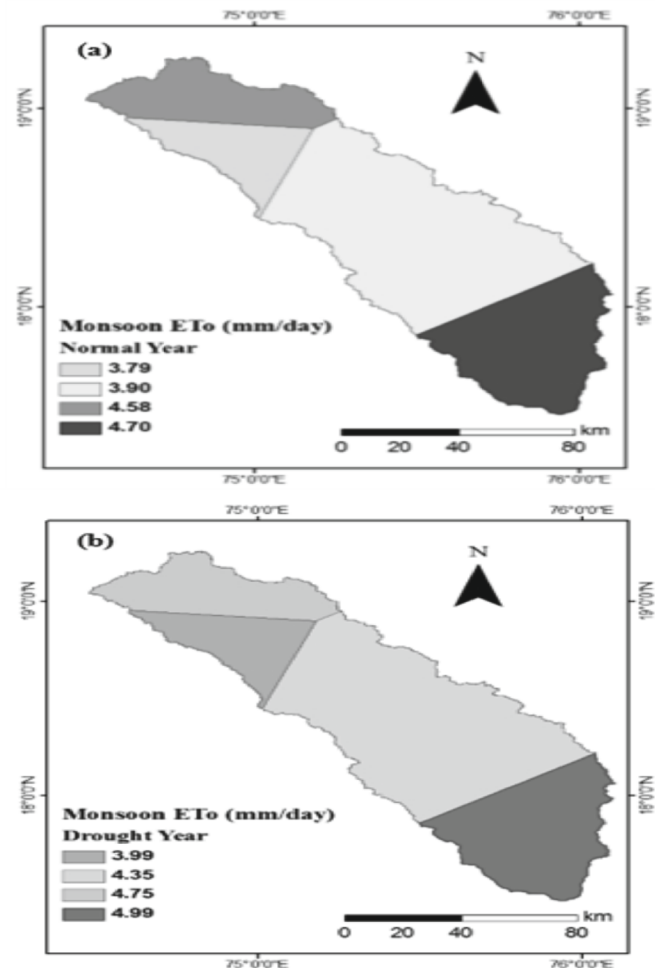 75°0'0"E 76°0'0"E
(a)
N
19°0'0"N 19°0'0"N
18°0'0"N 18°0'0"N
Monsoon ETo (mm/day)
Normal Year
3.79
3.90
4.58
4.70
km
0 20 40 80
75°0'0"E 76°0'0"E
75°0'0"E 76°0'0"E
(b)
N
19°0'0"N 19°0'0"N
18°0'0"N 18°0'0"N
Monsoon ETo (mm/day)
Drought Year
3.99
4.35
4.75
4.99
km
0 20 40 80
75°0'0"E 76°0'0"E